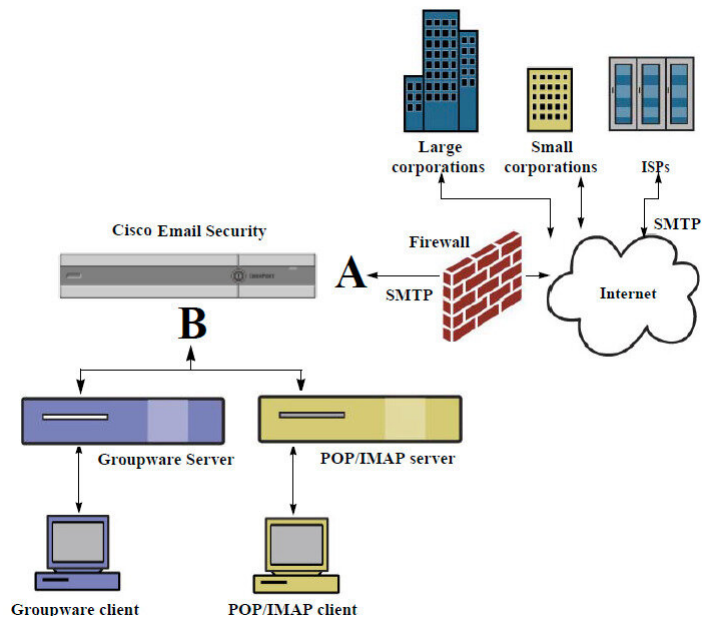 Large
corporations
Small
corporations
ISPs
SMTP
Cisco Email Security
Firewall
A
SMTP
Internet
B
Groupware Server
POP/IMAP server
Groupware client
POP/IMAP client